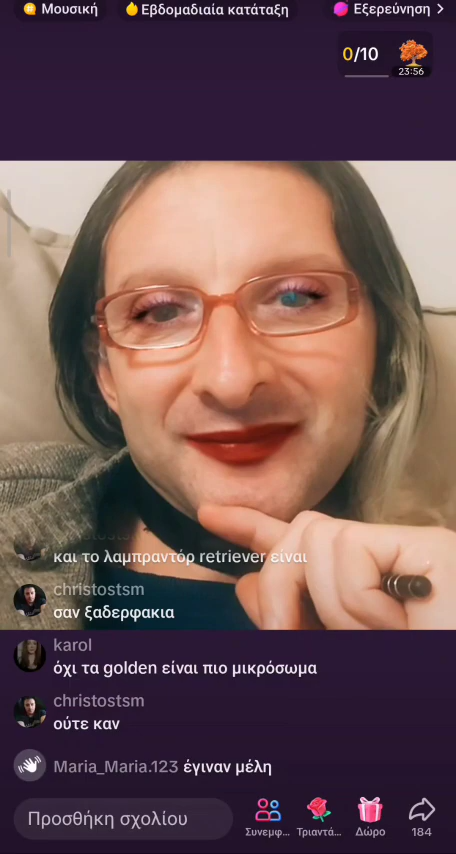 Μουσική
Εβδομαδιαία κατάταξη
Εξερεύνηση >
0/10
23:56
και το λαμπραντόρ retriever είναι
christostsm
σαν ξαδερφακια
karol
όχι τα golden είναι πιο μικρόσωμα
christostsm
ούτε καν
Maria_Maria.123 έγιναν μέλη
Προσθήκη σχολίου
Συνεμφ... Τριαντά... Δώρο 184